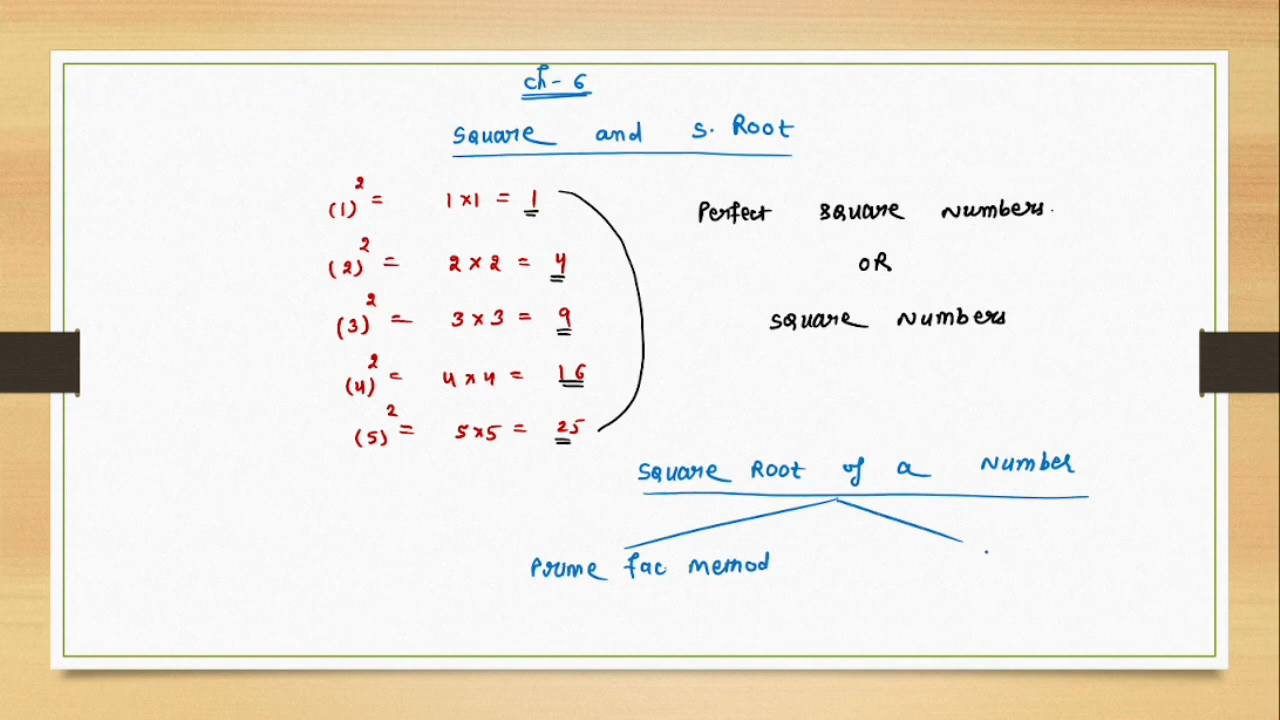 Ch - 6
Square and S. Root
(1)² = 1 × 1 = 1
(2)² = 2 × 2 = 4
(3)² = 3 × 3 = 9
(4)² = 4 × 4 = 16
(5)² = 5 × 5 = 25
Perfect square Numbers.
OR
square Numbers
Square Root of a Number
Prime fac Method